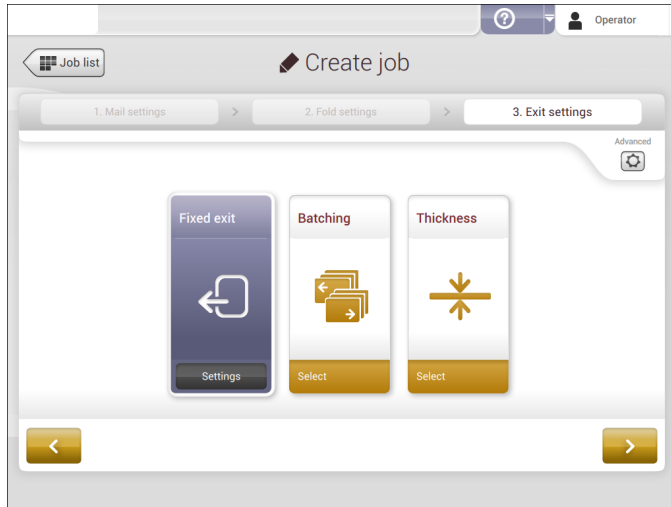 ?
Operator
Job list
Create job
1. Mail settings > 2. Fold settings > 3. Exit settings
Advanced
Fixed exit
Batching
Thickness
Settings
Select
Select